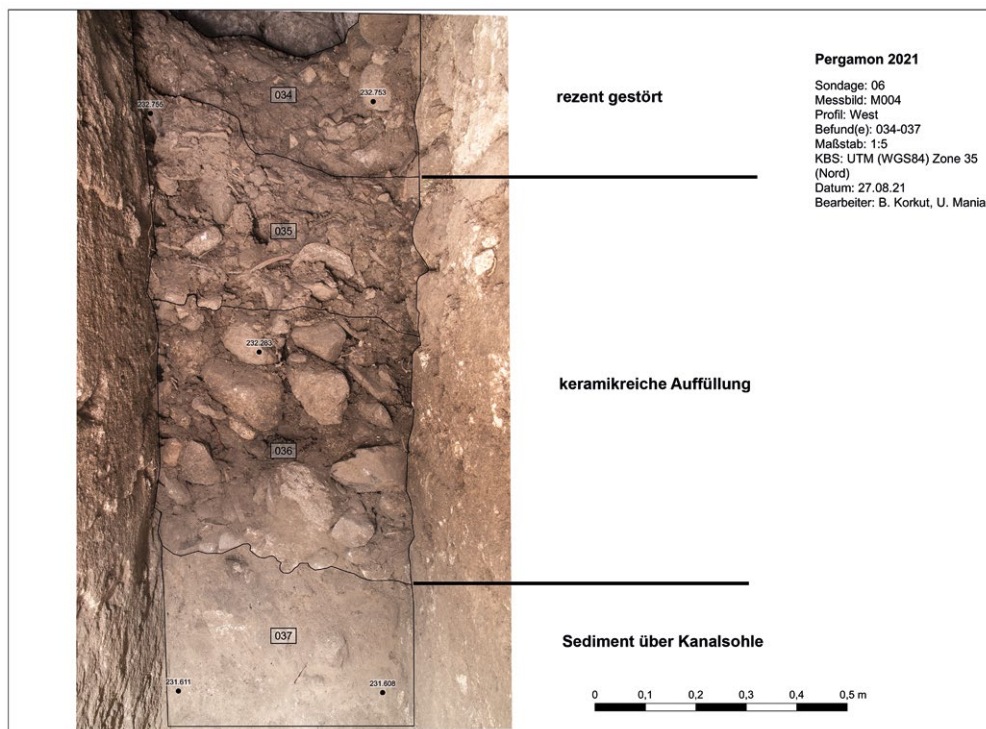 Pergamon 2021
Sondage: 06
Messbild: M004
Profil: West
Befund(e): 034-037
Maßstab: 1:5
KBS: UTM (WGS84) Zone 35
(Nord)
Datum: 27.08.21
Bearbeiter: B. Korkut, U. Mania
034
232.753
232.755
rezent gestört
035
232.283
keramikreiche Auffüllung
036
037
Sediment über Kanalsohle
231.611
231.608
0 0,1 0,2 0,3 0,4 0,5 m